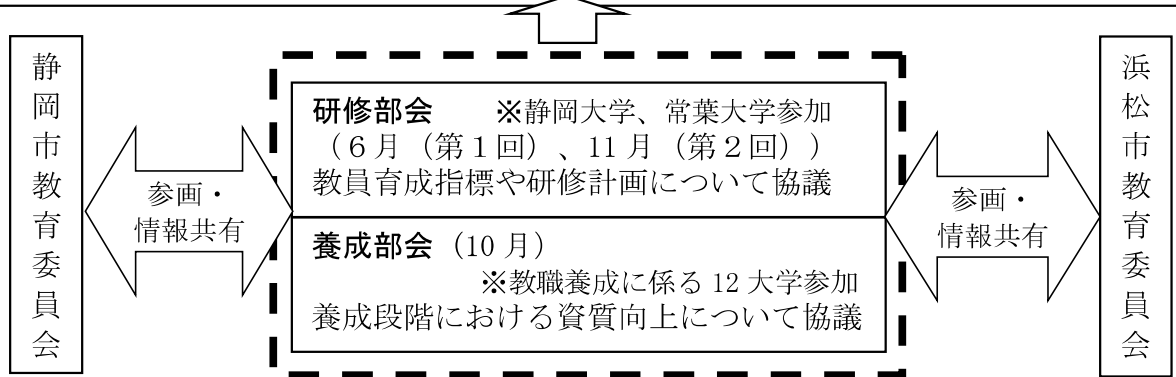 静岡市教育委員会
参画・
情報共有
研修部会　※静岡大学、常葉大学参加
（６月（第１回）、11月（第２回））
教員育成指標や研修計画について協議
養成部会（10月）
※教職養成に係る12大学参加
養成段階における資質向上について協議
参画・
情報共有
浜松市教育委員会